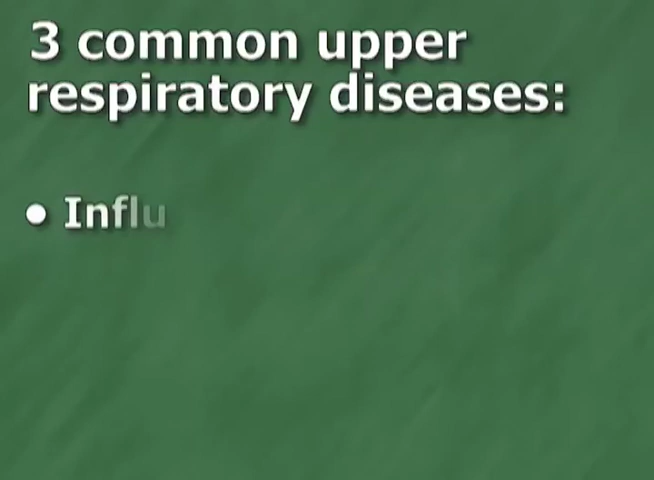 3 common upper
respiratory diseases:
• Influ